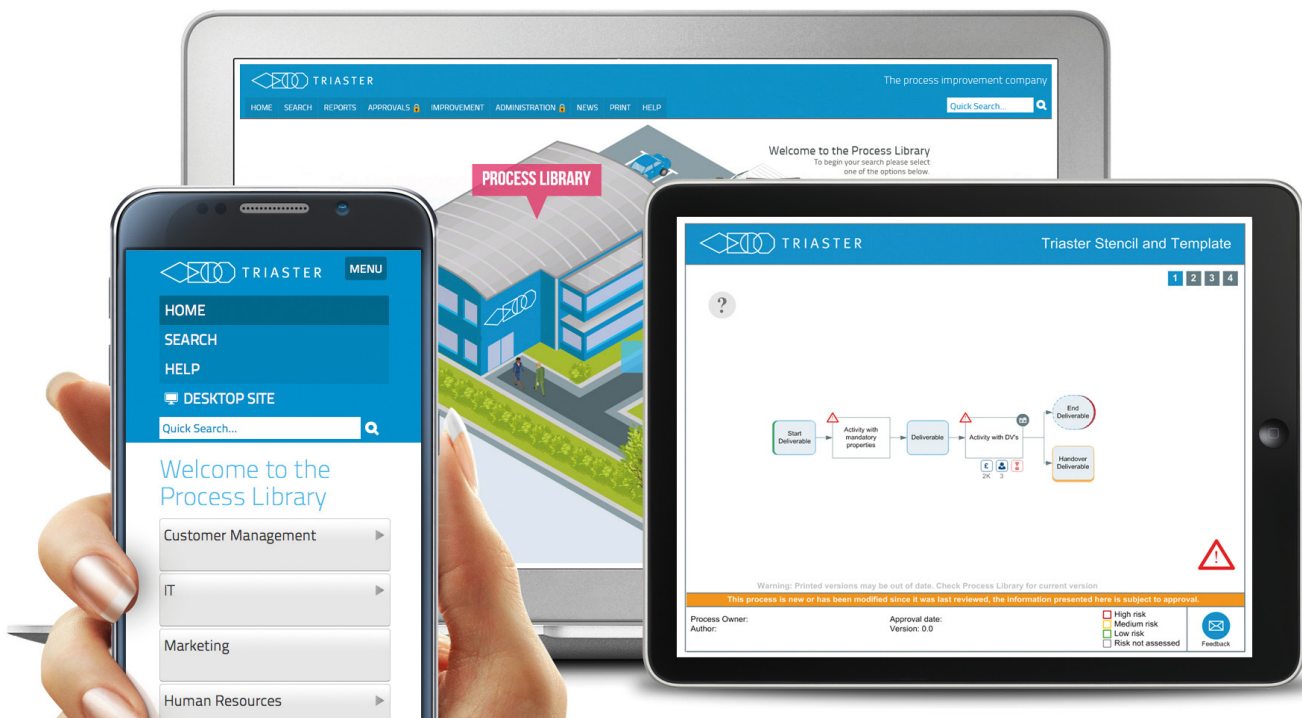 TRIASTER
The process improvement company
HOME SEARCH REPORTS APPROVALS IMPROVEMENT ADMINISTRATION NEWS PRINT HELP
Quick Search...
Welcome to the Process Library
To begin your search please select
one of the options below.
PROCESS LIBRARY
TRIASTER
MENU
HOME
SEARCH
HELP
DESKTOP SITE
Quick Search...
Welcome to the
Process Library
Customer Management
IT
Marketing
Human Resources
TRIASTER
Triaster Stencil and Template
1 2 3 4
?
Start
Deliverable
Activity with
mandatory
properties
Deliverable
Activity with DV's
£
2K 3
End
Deliverable
Handover
Deliverable
!
Warning: Printed versions may be out of date. Check Process Library for current version
This process is new or has been modified since it was last reviewed, the information presented here is subject to approval.
Process Owner:
Author:
Approval date:
Version: 0.0
High risk
Medium risk
Low risk
Risk not assessed
Feedback